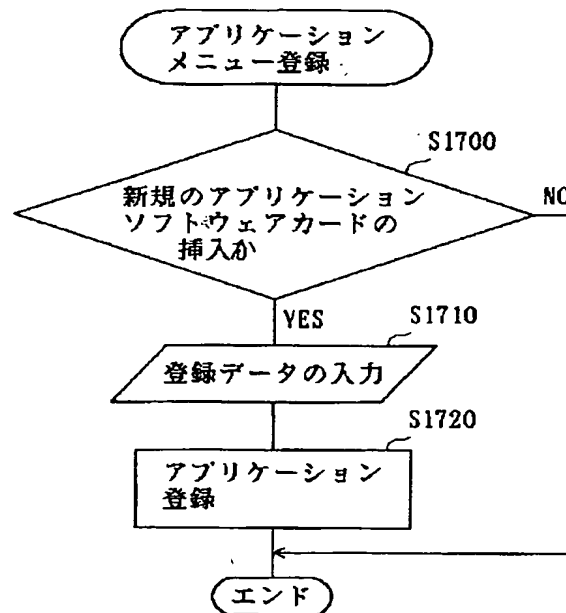 アプリケーション
メニュー登録
S1700
新規のアプリケーション
ソフトウェアカードの
挿入か
NO
YES
S1710
登録データの入力
S1720
アプリケーション
登録
エンド